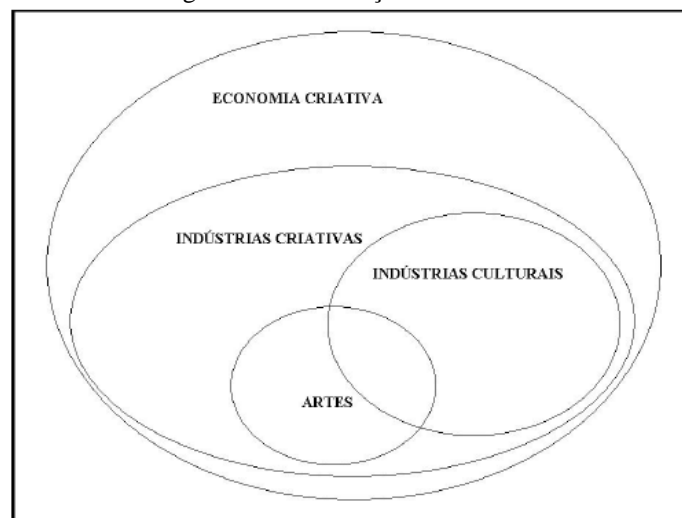 ECONOMIA CRIATIVA
INDÚSTRIAS CRIATIVAS
INDÚSTRIAS CULTURAIS
ARTES